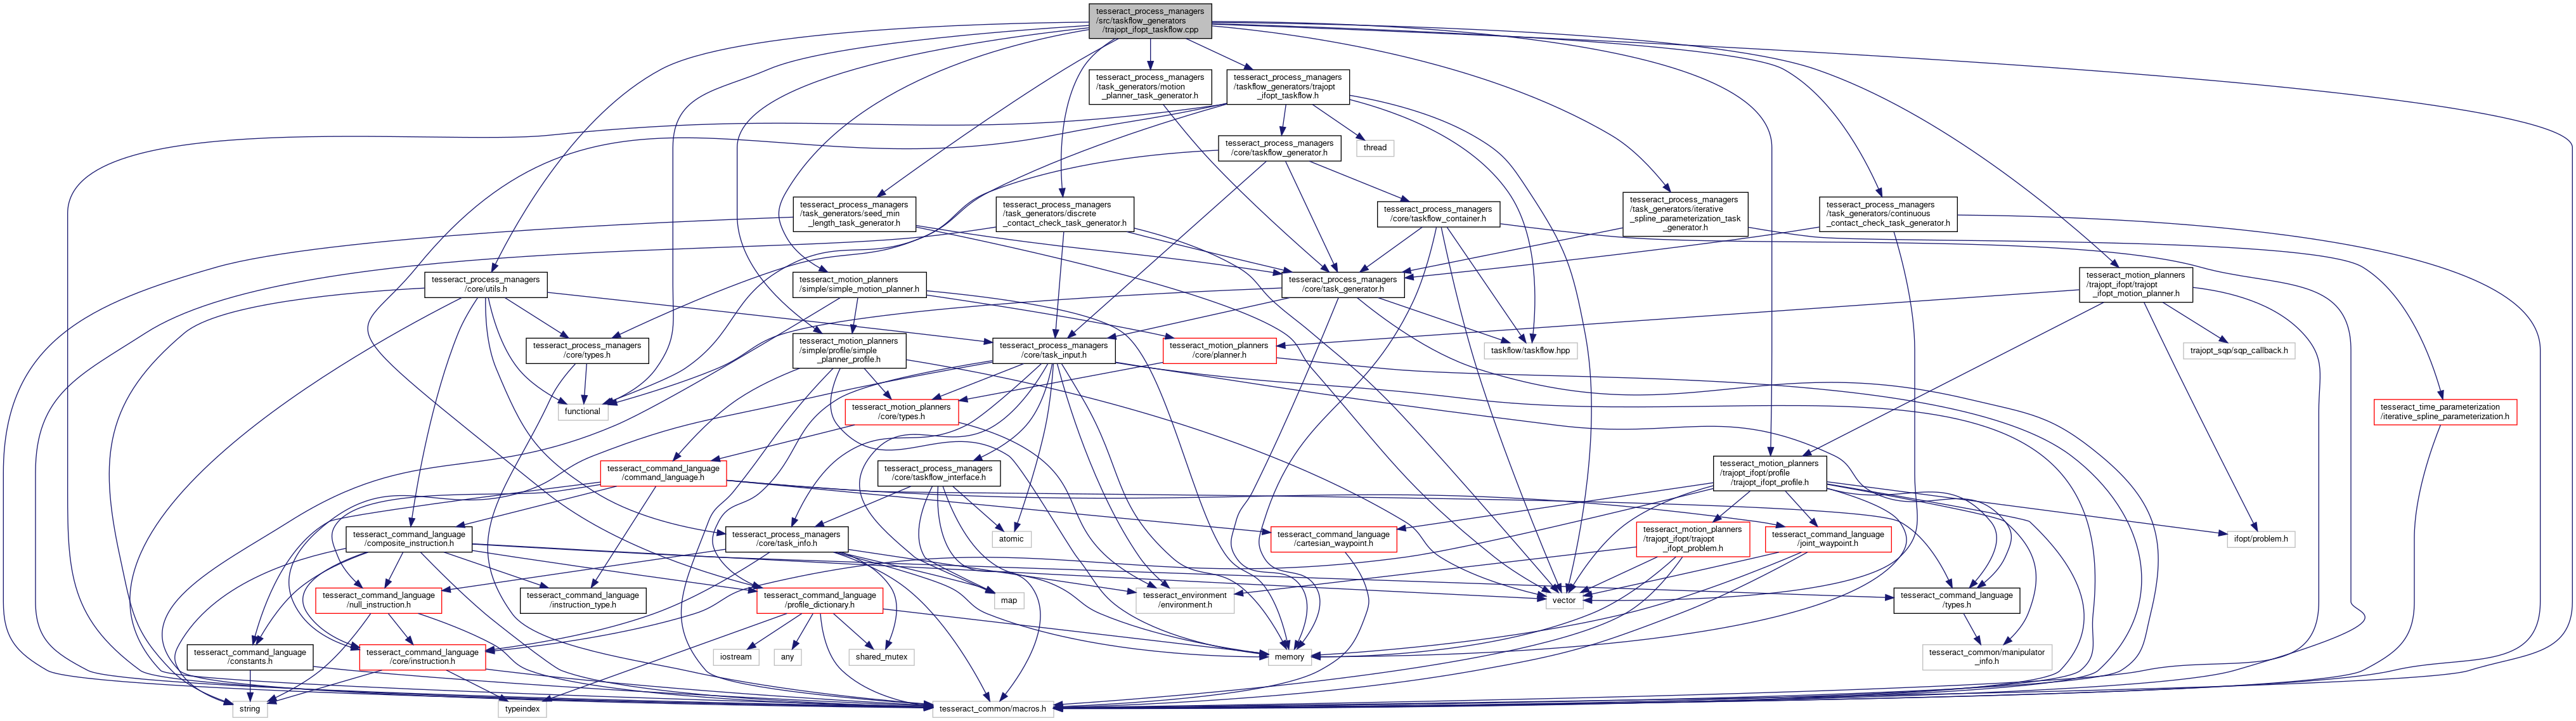 tesseract_process_managers
/src/taskflow_generators
/trajopt_ifopt_taskflow.cpp
tesseract_process_managers
/task_generators/motion
_planner_task_generator.h
tesseract_process_managers
/taskflow_generators/trajopt
_ifopt_taskflow.h
tesseract_process_managers
/core/taskflow_generator.h
thread
tesseract_process_managers
/task_generators/seed_min
_length_task_generator.h
tesseract_process_managers
/task_generators/discrete
_contact_check_task_generator.h
tesseract_process_managers
/core/taskflow_container.h
tesseract_process_managers
/task_generators/iterative
_spline_parameterization_task
_generator.h
tesseract_process_managers
/task_generators/continuous
_contact_check_task_generator.h
tesseract_process_managers
/core/utils.h
tesseract_motion_planners
/simple/simple_motion_planner.h
tesseract_process_managers
/core/task_generator.h
tesseract_motion_planners
/trajopt_ifopt/trajopt
_ifopt_motion_planner.h
tesseract_process_managers
/core/types.h
tesseract_motion_planners
/simple/profile/simple
_planner_profile.h
tesseract_process_managers
/core/task_input.h
tesseract_motion_planners
/core/planner.h
taskflow/taskflow.hpp
trajopt_sqp/sqp_callback.h
functional
tesseract_motion_planners
/core/types.h
tesseract_time_parameterization
/iterative_spline_parameterization.h
tesseract_command_language
/command_language.h
tesseract_process_managers
/core/taskflow_interface.h
tesseract_motion_planners
/trajopt_ifopt/profile
/trajopt_ifopt_profile.h
tesseract_command_language
/composite_instruction.h
tesseract_process_managers
/core/task_info.h
atomic
tesseract_command_language
/cartesian_waypoint.h
tesseract_motion_planners
/trajopt_ifopt/trajopt
_ifopt_problem.h
tesseract_command_language
/joint_waypoint.h
ifopt/problem.h
tesseract_command_language
/null_instruction.h
tesseract_command_language
/instruction_type.h
tesseract_command_language
/profile_dictionary.h
map
tesseract_environment
/environment.h
vector
tesseract_command_language
/types.h
tesseract_command_language
/constants.h
tesseract_command_language
/core/instruction.h
iostream
any
shared_mutex
memory
tesseract_common/manipulator
_info.h
string
typeindex
tesseract_common/macros.h